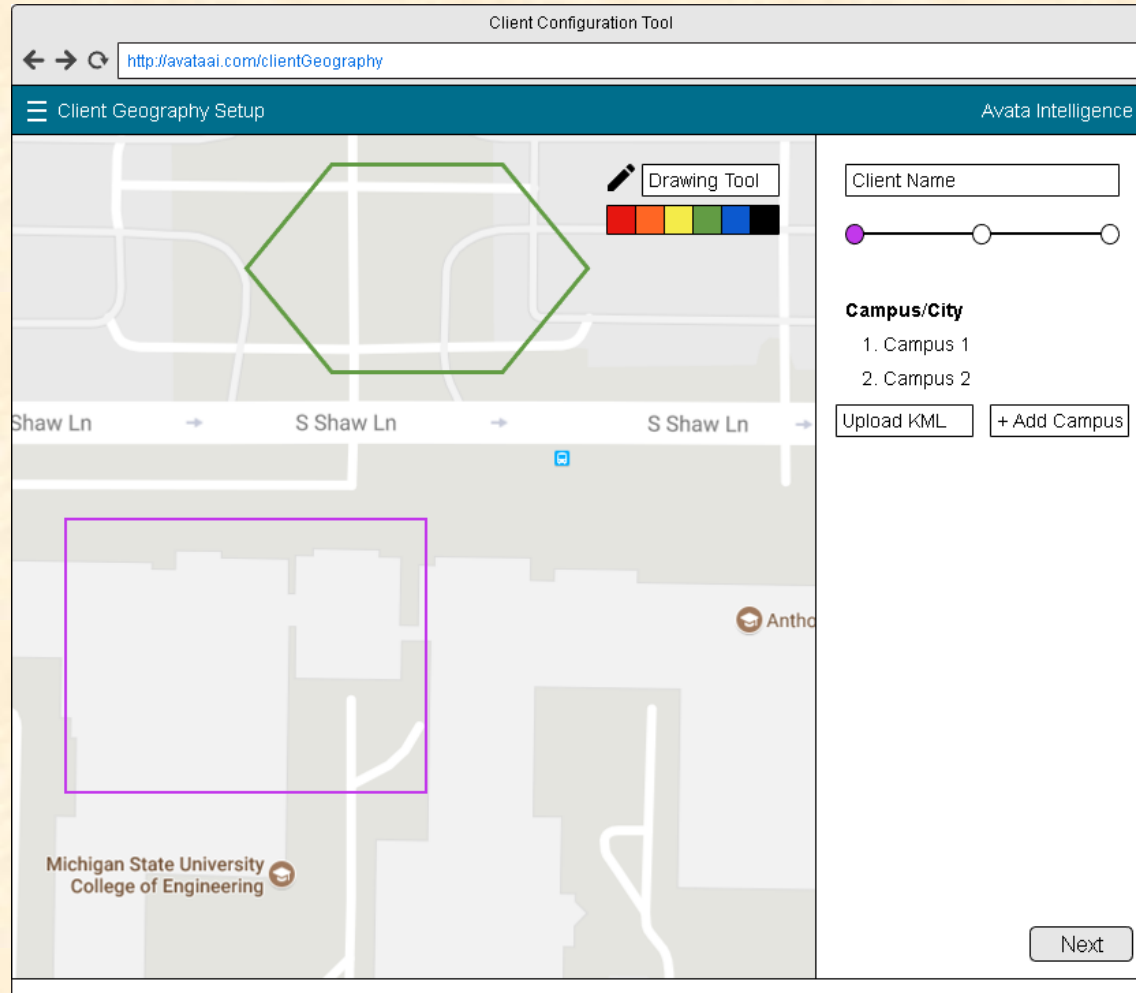 Client Configuration Tool
http://avataai.com/clientGeography
Client Geography Setup
Avata Intelligence
Drawing Tool
Client Name
Campus/City
1. Campus 1
2. Campus 2
Upload KML
+ Add Campus
Shaw Ln
S Shaw Ln
S Shaw Ln
Antho
Michigan State University
College of Engineering
Next